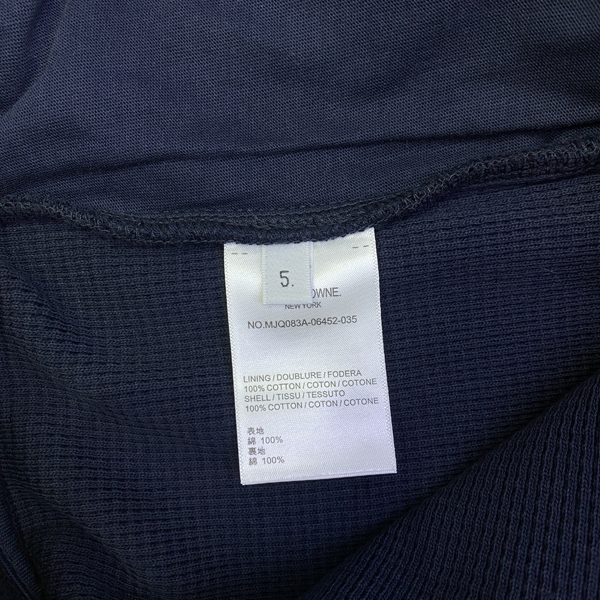 5.
OWNE.
NEW YORK
NO.MJQ083A-06452-035
LINING / DOUBLURE / FODERA
100% COTTON / COTON / COTONE
SHELL / TISSU / TESSUTO
100% COTTON / COTON / COTONE
表地
綿 100%
裏地
綿 100%